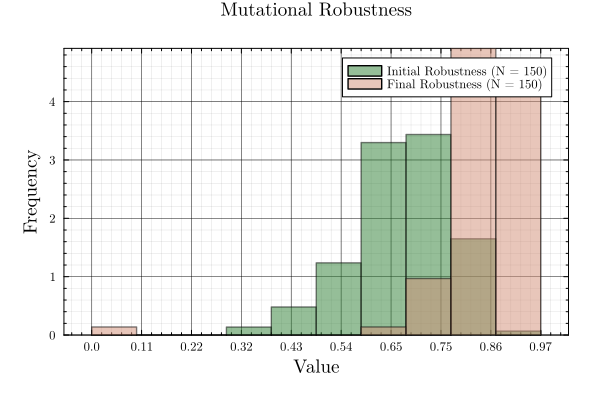 Mutational Robustness
Initial Robustness (N = 150)
Final Robustness (N = 150)
Frequency
4
3
2
1
0
0.0 0.11 0.22 0.32 0.43 0.54 0.65 0.75 0.86 0.97
Value